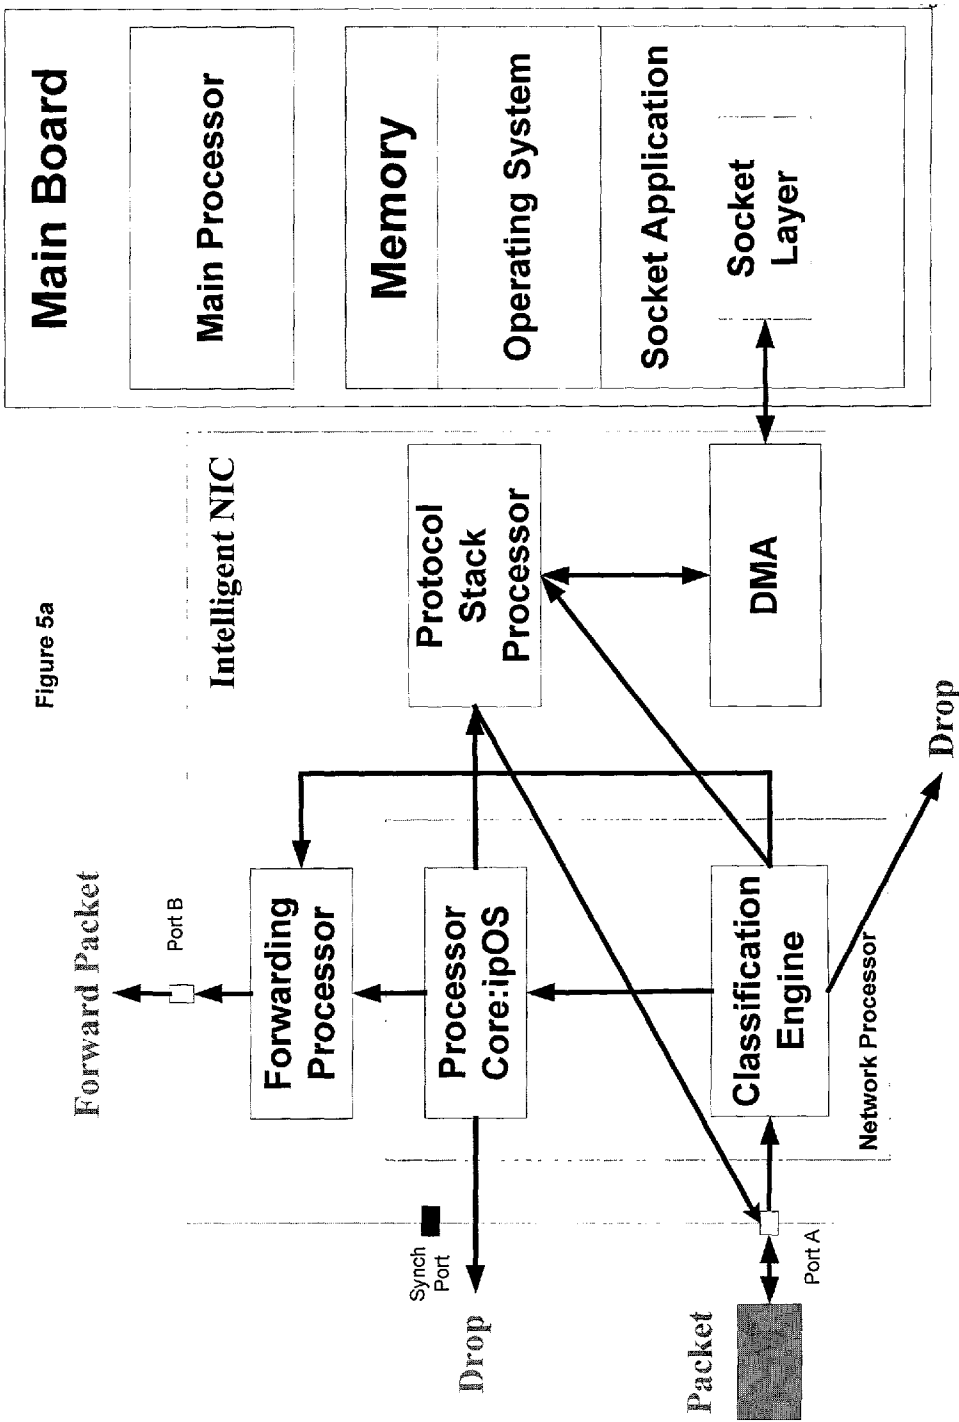 Figure 5a
Forward Packet
Port B
Forwarding
Processor
Intelligent NIC
Main Board
Main Processor
Synch
Port
Drop
Processor
Core:ipOS
Protocol
Stack
Processor
Memory
Operating System
Socket Application
Socket
Layer
Packet
Port A
Classification
Engine
Network Processor
DMA
Drop